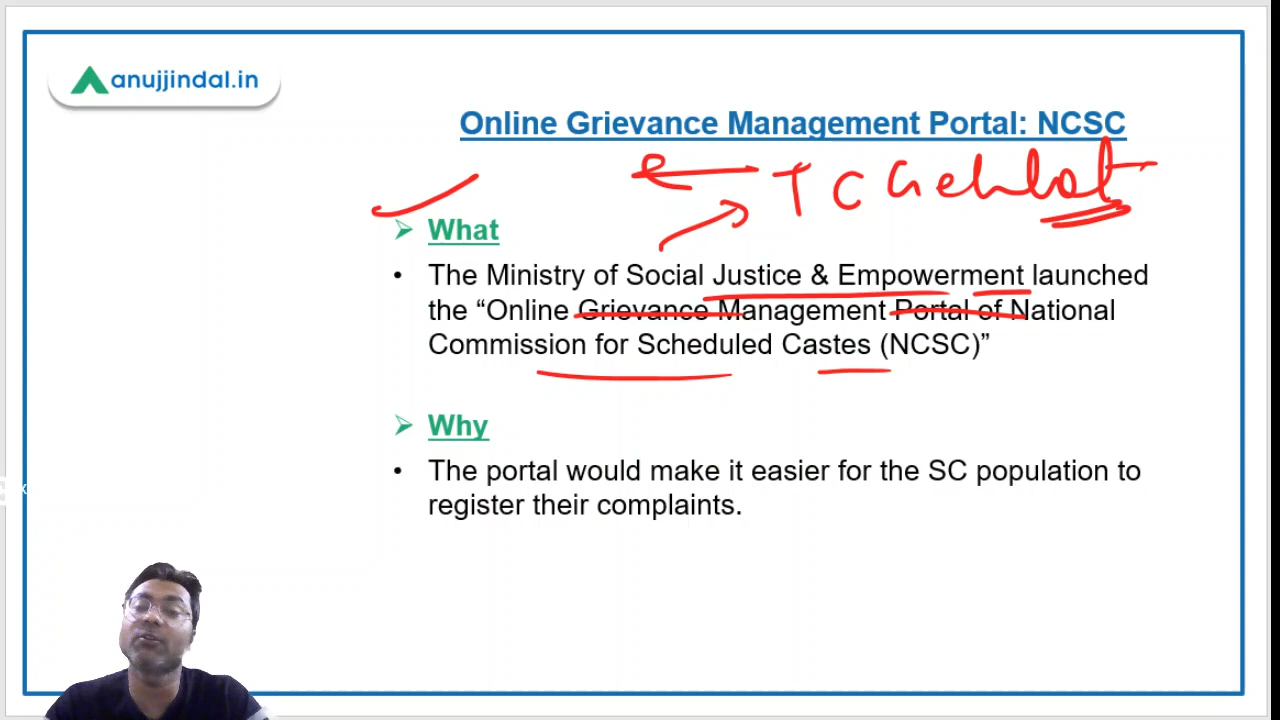 anujjindal.in
Online Grievance Management Portal: NCSC
T C Gehlot
What
• The Ministry of Social Justice & Empowerment launched
the “Online Grievance Management Portal of National
Commission for Scheduled Castes (NCSC)”
Why
• The portal would make it easier for the SC population to
register their complaints.